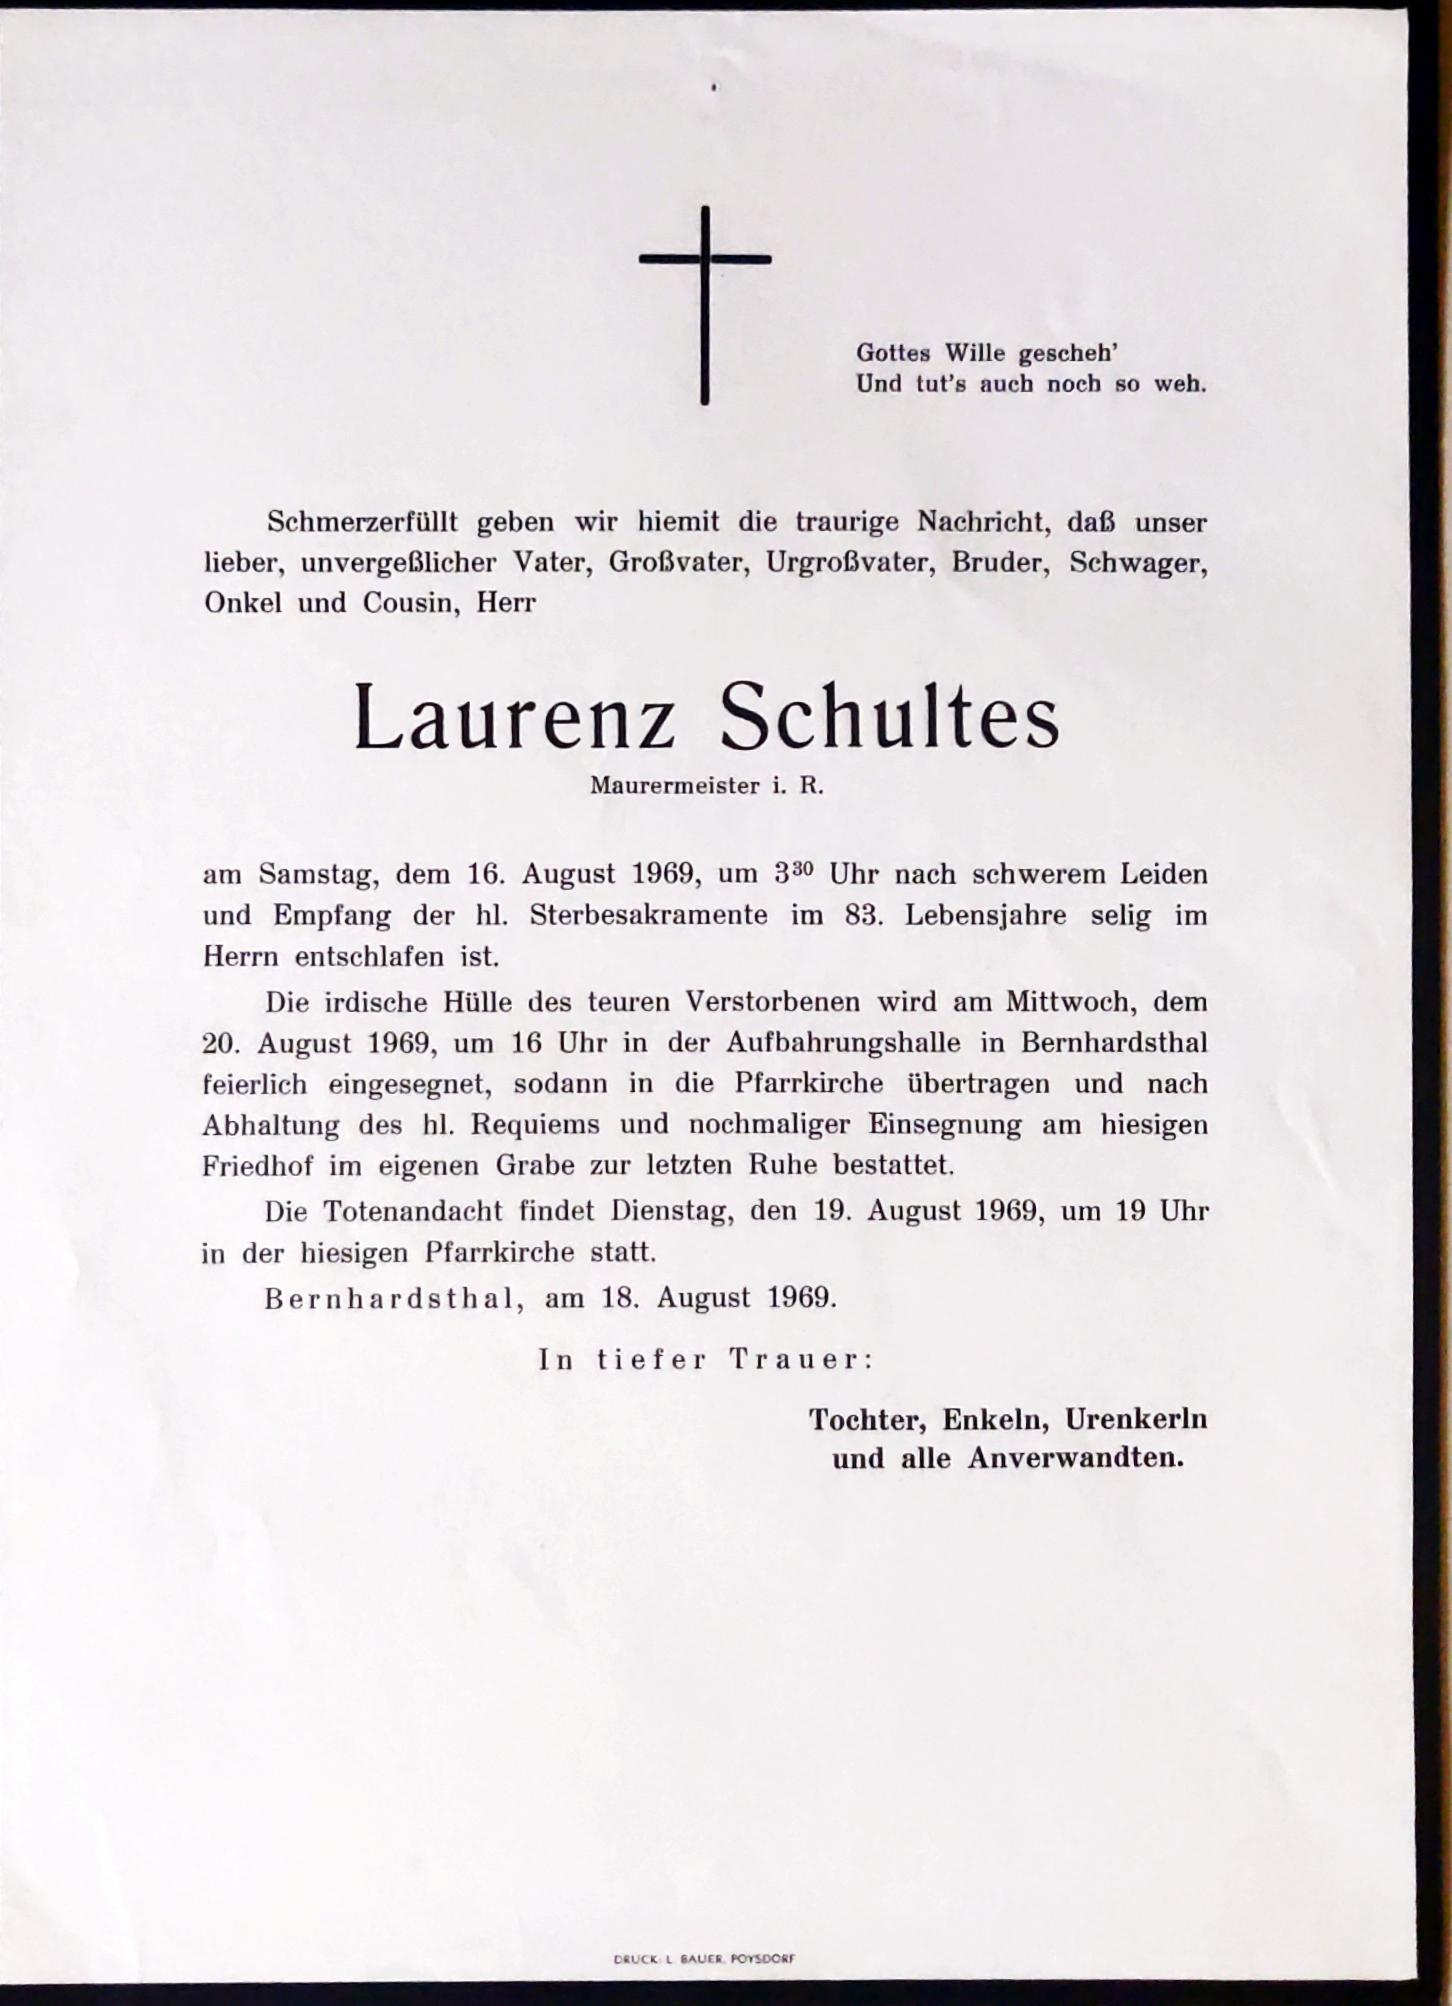 Gottes Wille gescheh'
Und tut's auch noch so weh.
Schmerzerfüllt geben wir hiemit die traurige Nachricht, daß unser
lieber, unvergeßlicher Vater, Großvater, Urgroßvater, Bruder, Schwager,
Onkel und Cousin, Herr
Laurenz Schultes
Maurermeister i. R.
am Samstag, dem 16. August 1969, um 3³⁰ Uhr nach schwerem Leiden
und Empfang der hl. Sterbesakramente im 83. Lebensjahre selig im
Herrn entschlafen ist.
Die irdische Hülle des teuren Verstorbenen wird am Mittwoch, dem
20. August 1969, um 16 Uhr in der Aufbahrungshalle in Bernhardsthal
feierlich eingesegnet, sodann in die Pfarrkirche übertragen und nach
Abhaltung des hl. Requiems und nochmaliger Einsegnung am hiesigen
Friedhof im eigenen Grabe zur letzten Ruhe bestattet.
Die Totenandacht findet Dienstag, den 19. August 1969, um 19 Uhr
in der hiesigen Pfarrkirche statt.
Bernhardsthal, am 18. August 1969.
In tiefer Trauer:
Tochter, Enkeln, Urenkerln
und alle Anverwandten.
DRUCK: L. BAUER, POYSDORF